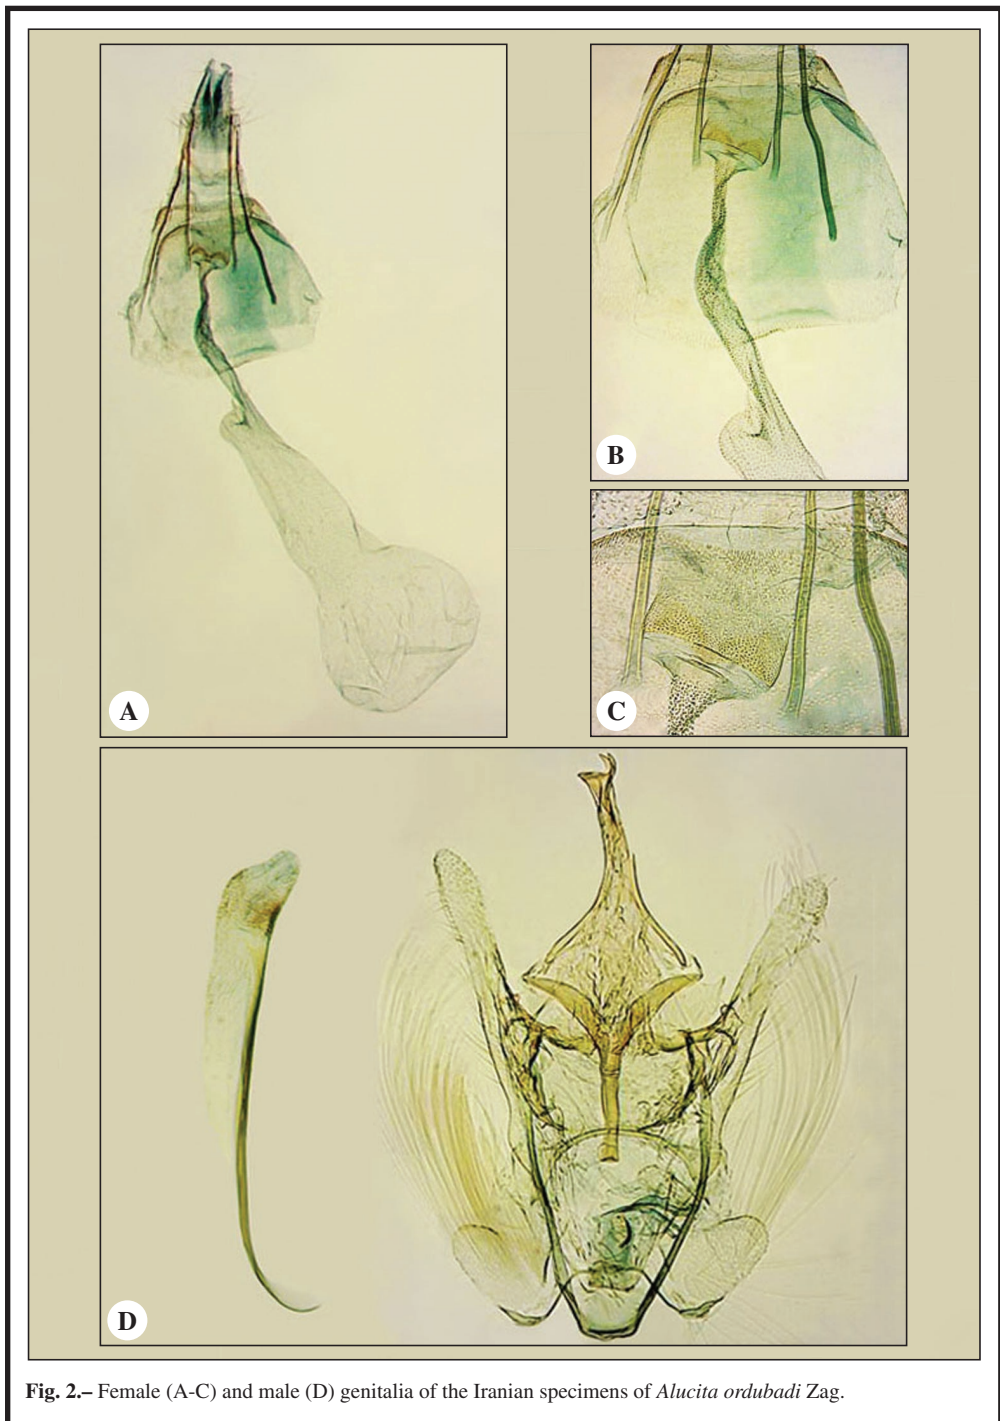 A
B
C
D
Fig. 2.– Female (A-C) and male (D) genitalia of the Iranian specimens of Alucita ordubadi Zag.